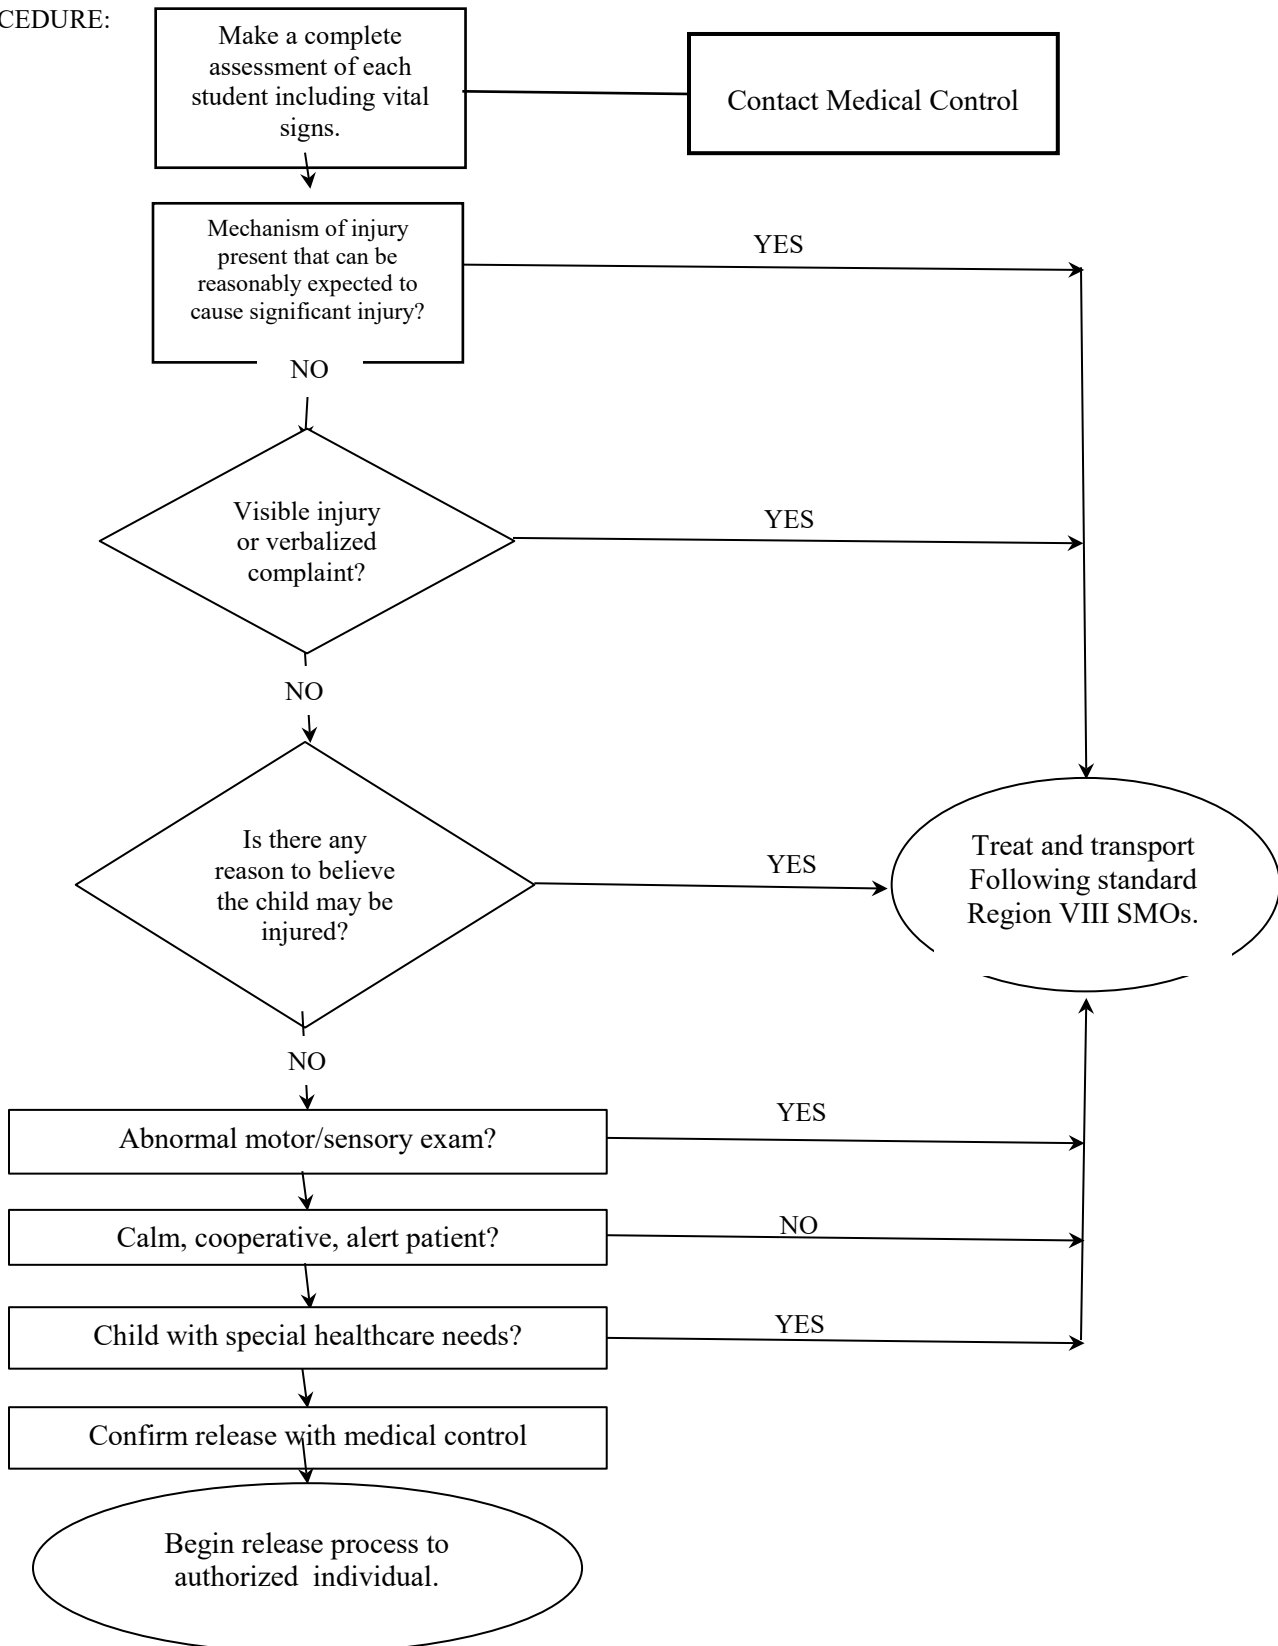 CEDURE:
Make a complete
assessment of each
student including vital
signs.
Contact Medical Control
Mechanism of injury
present that can be
reasonably expected to
cause significant injury?
YES
NO
Visible injury
or verbalized
complaint?
YES
NO
Is there any
reason to believe
the child may be
injured?
YES
Treat and transport
Following standard
Region VIII SMOs.
NO
Abnormal motor/sensory exam?
YES
Calm, cooperative, alert patient?
NO
Child with special healthcare needs?
YES
Confirm release with medical control
Begin release process to
authorized individual.